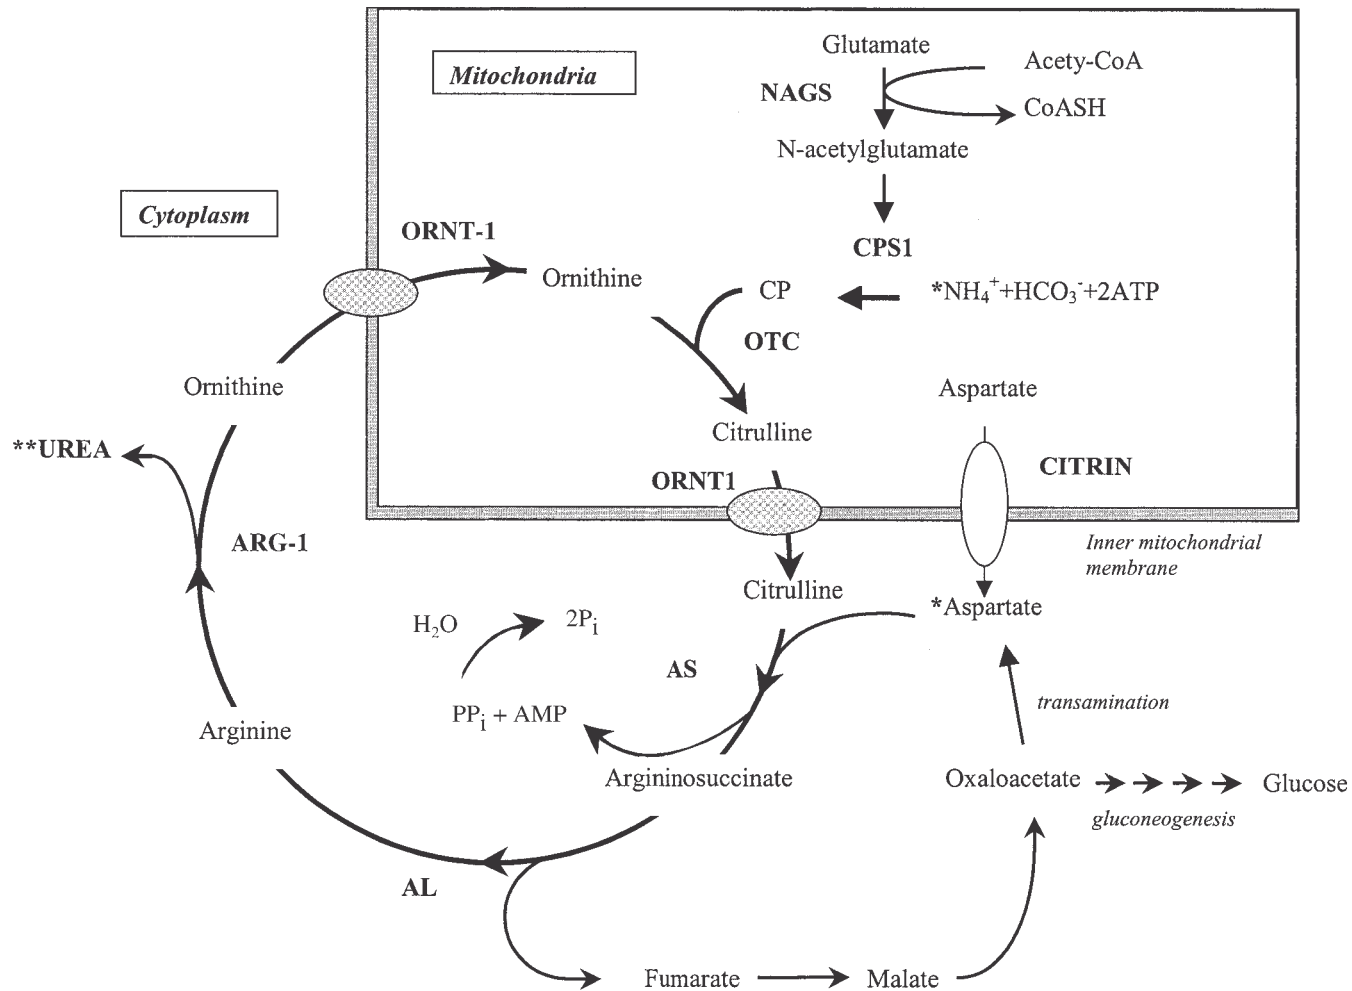 Glutamate
Acety-CoA
Mitochondria
NAGS
CoASH
N-acetylglutamate
Cytoplasm
ORNT-1
CPS1
Ornithine
CP
*NH₄⁺+HCO₃⁻+2ATP
OTC
Ornithine
Aspartate
Citrulline
**UREA
CITRIN
ORNT1
ARG-1
Inner mitochondrial
membrane
Citrulline
*Aspartate
H₂O
2Pi
AS
transamination
PPi + AMP
Arginine
Argininosuccinate
Oxaloacetate
Glucose
gluconeogenesis
AL
Fumarate
Malate